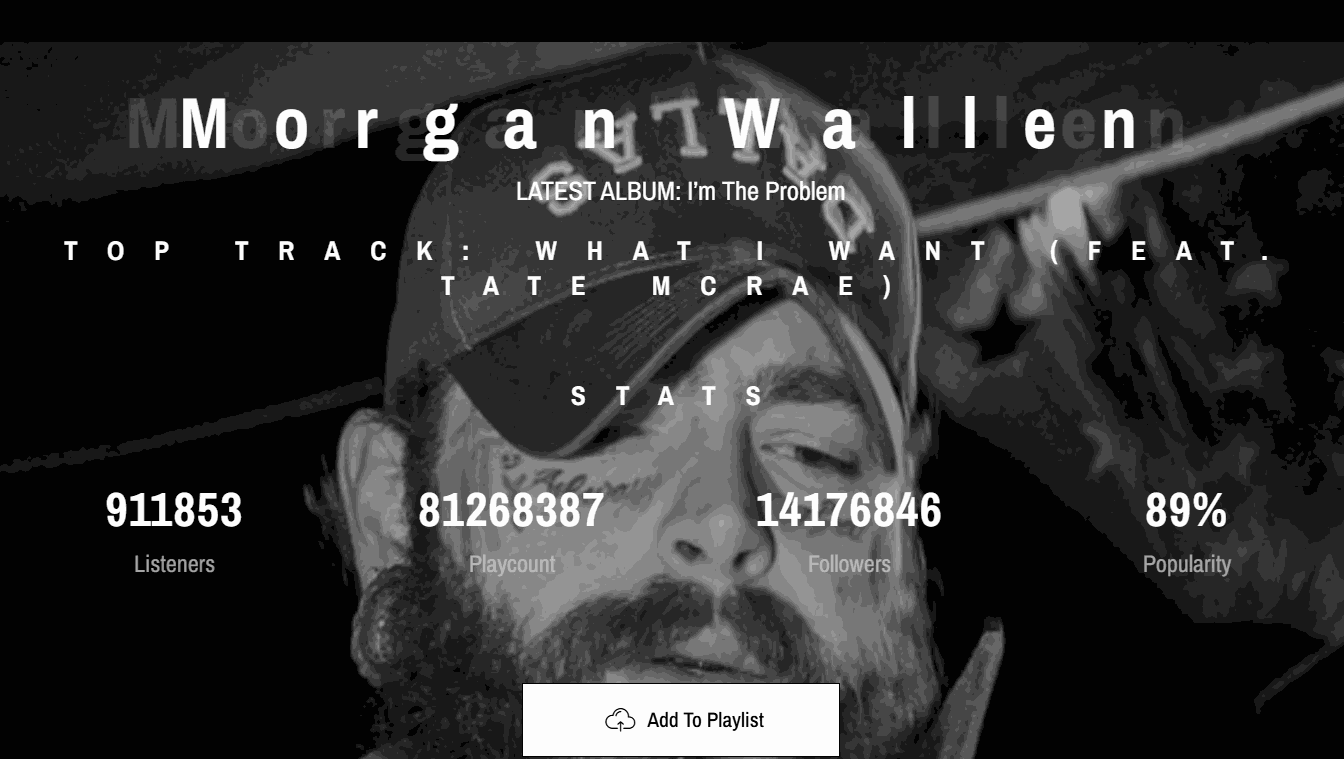 Morgan Wallen
DALLAS
LATEST ALBUM: I’m The Problem
TOP TRACK: WHAT I WANT (FEAT.
TATE MCRAE)
STATS
911853 81268387 14176846 89%
Listeners Playcount Followers Popularity
Add To Playlist